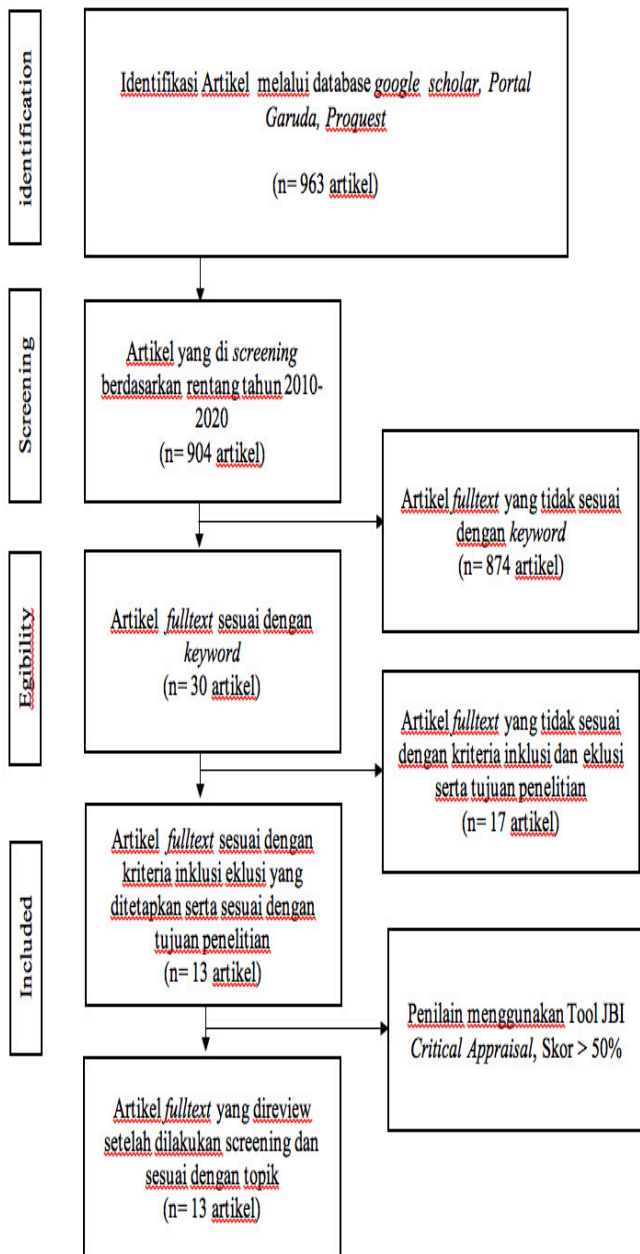 identification
Identifikasi Artikel melalui database google scholar, Portal
Garuda, Proquest
(n= 963 artikel)
Screening
Artikel yang di screening
berdasarkan rentang tahun 2010-
2020
(n= 904 artikel)
Artikel fulltext yang tidak sesuai
dengan keyword
(n= 874 artikel)
Egibility
Artikel fulltext sesuai dengan
keyword
(n= 30 artikel)
Artikel fulltext yang tidak sesuai
dengan kriteria inklusi dan eklusi
serta tujuan penelitian
(n= 17 artikel)
Included
Artikel fulltext sesuai dengan
kriteria inklusi eklusi yang
ditetapkan serta sesuai dengan
tujuan penelitian
(n= 13 artikel)
Penilain menggunakan Tool JBI
Critical Appraisal, Skor > 50%
Artikel fulltext yang direview
setelah dilakukan screening dan
sesuai dengan topik
(n= 13 artikel)